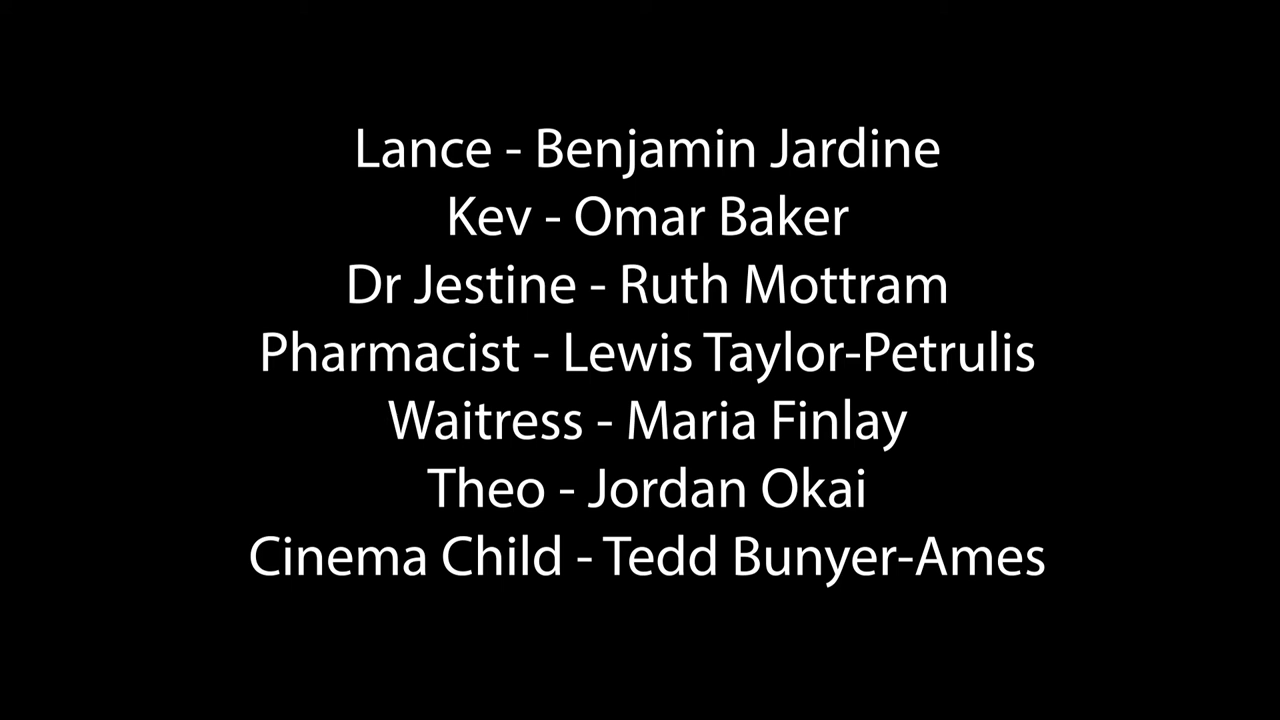 Lance - Benjamin Jardine
Kev - Omar Baker
Dr Jestine - Ruth Mottram
Pharmacist - Lewis Taylor-Petrulis
Waitress - Maria Finlay
Theo - Jordan Okai
Cinema Child - Tedd Bunyer-Ames